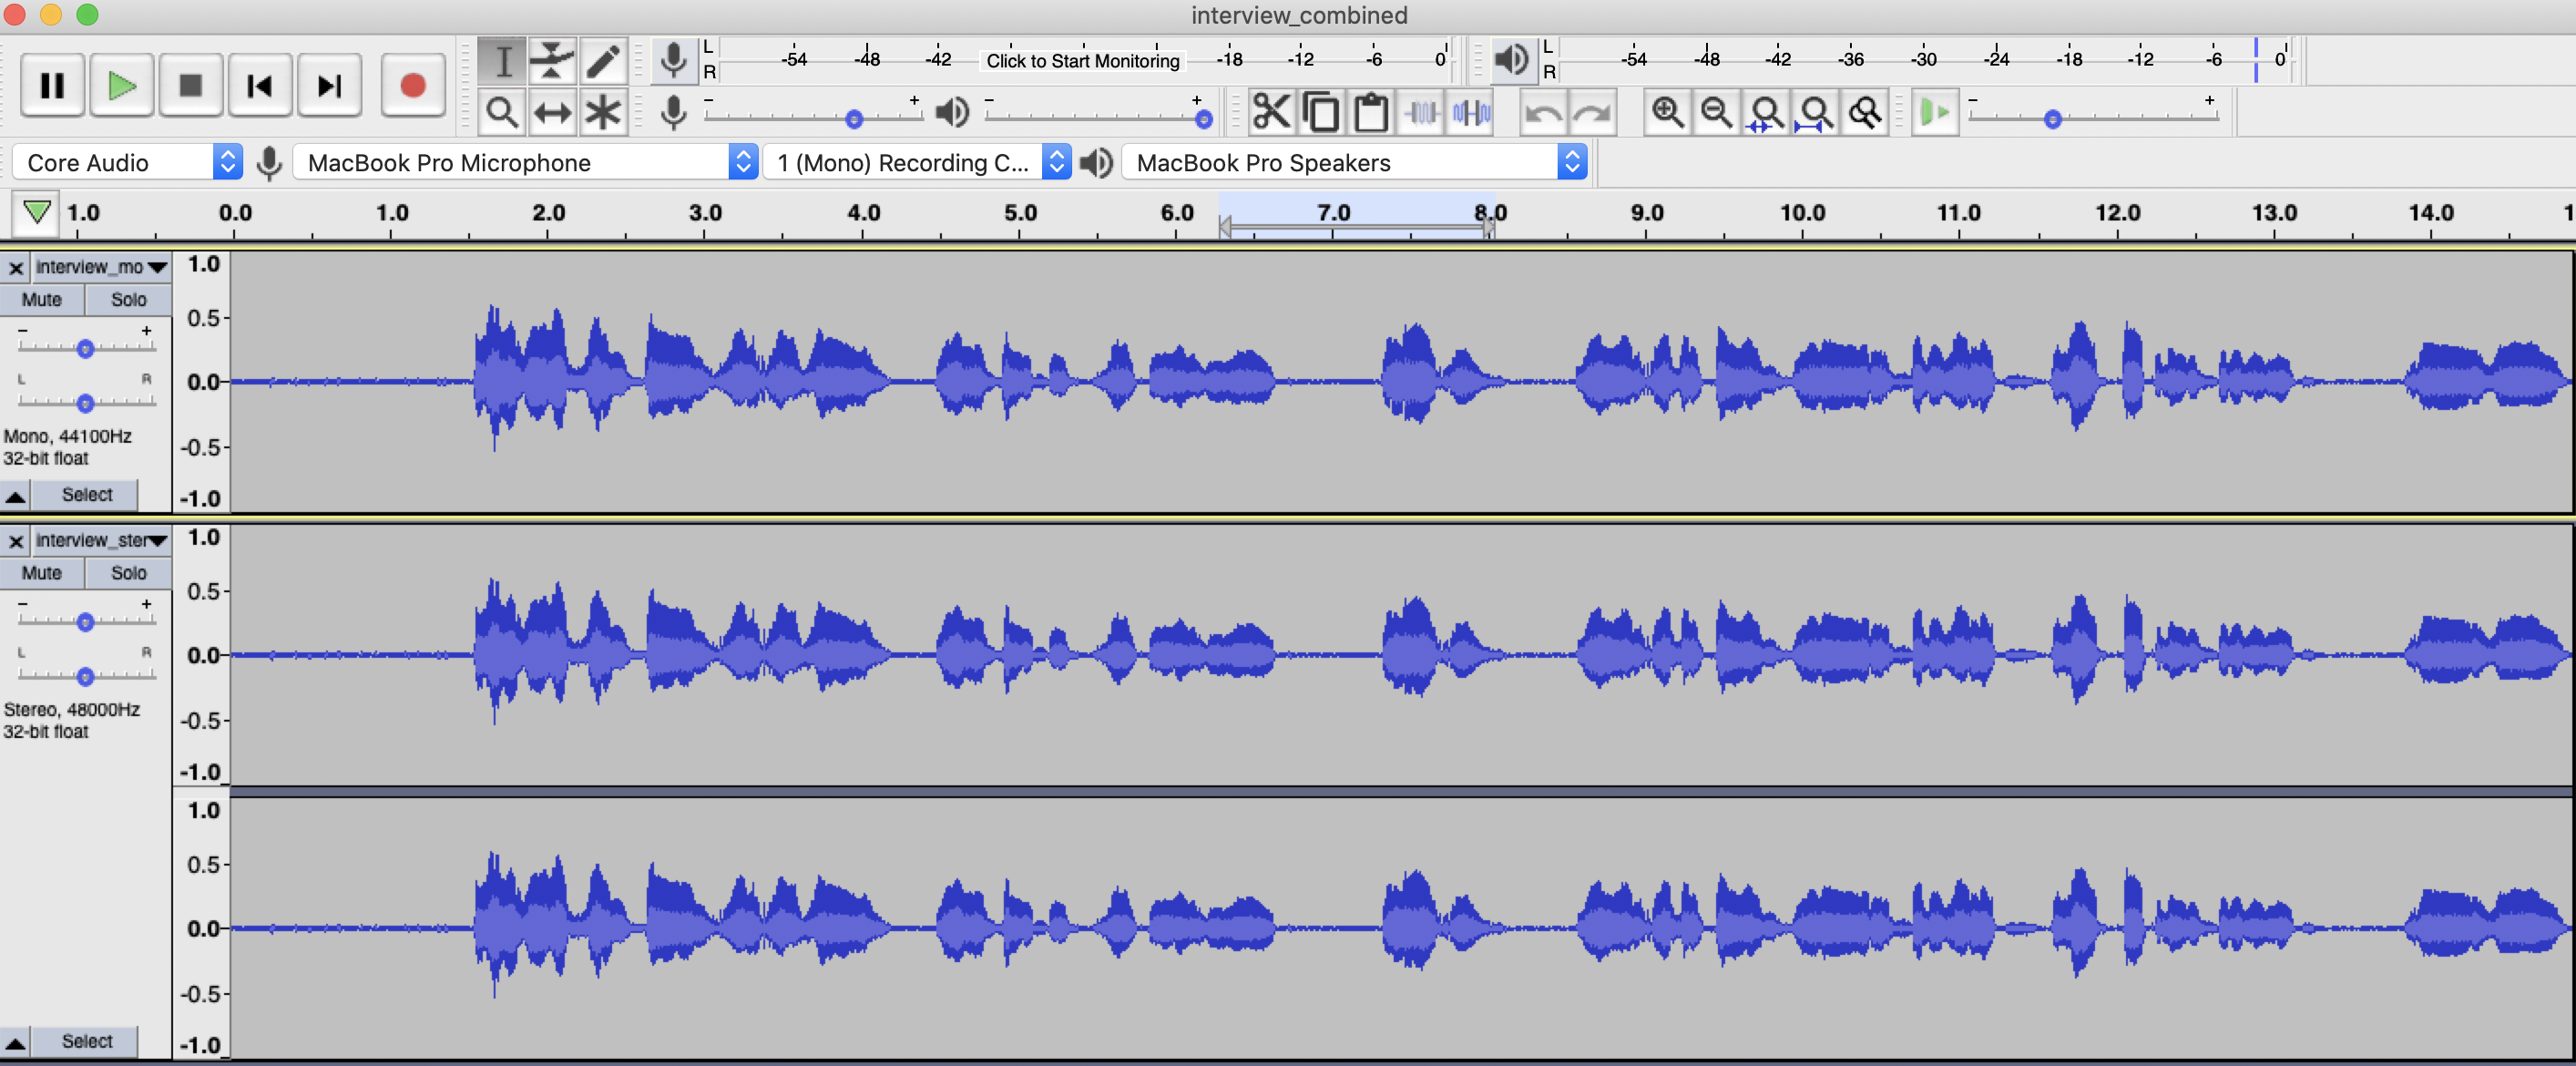 interview_combined
L
R
-54 -48 -42 Click to Start Monitoring -18 -12 -6 0
L
R
-54 -48 -42 -36 -30 -24 -18 -12 -6 0
- +
- +
- +
Core Audio
MacBook Pro Microphone
1 (Mono) Recording C...
MacBook Pro Speakers
1.0 0.0 1.0 2.0 3.0 4.0 5.0 6.0 7.0 8.0 9.0 10.0 11.0 12.0 13.0 14.0 1
interview_mo
Mute Solo
- +
L R
Mono, 44100Hz
32-bit float
Select
1.0
0.5
0.0
-0.5
-1.0
interview_ster
Mute Solo
- +
L R
Stereo, 48000Hz
32-bit float
1.0
0.5
0.0
-0.5
-1.0
1.0
0.5
0.0
-0.5
-1.0
Select